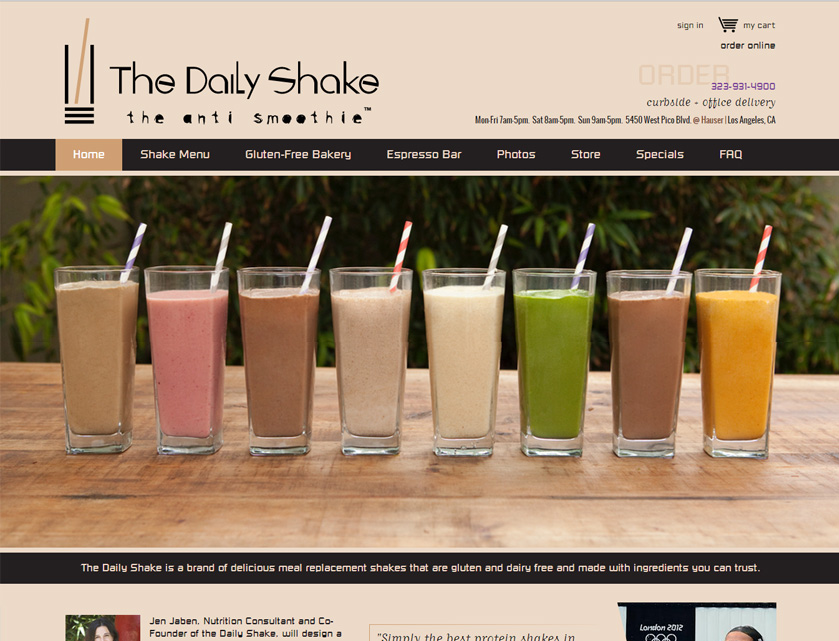 sign in my cart
order online
ORDER
323-931-4900
curbside - office delivery
Mon-Fri 7am-5pm. Sat 8am-5pm. Sun 9am-5pm. 5450 West Pico Blvd. @ Hauser | Los Angeles, CA
The Daily Shake
the anti smoothie™
Home Shake Menu Gluten-Free Bakery Espresso Bar Photos Store Specials FAQ
The Daily Shake is a brand of delicious meal replacement shakes that are gluten and dairy free and made with ingredients you can trust.
Jen Jaben, Nutrition Consultant and Co-
Founder of the Daily Shake, will design a
"Simply the best protein shakes in
London 2012